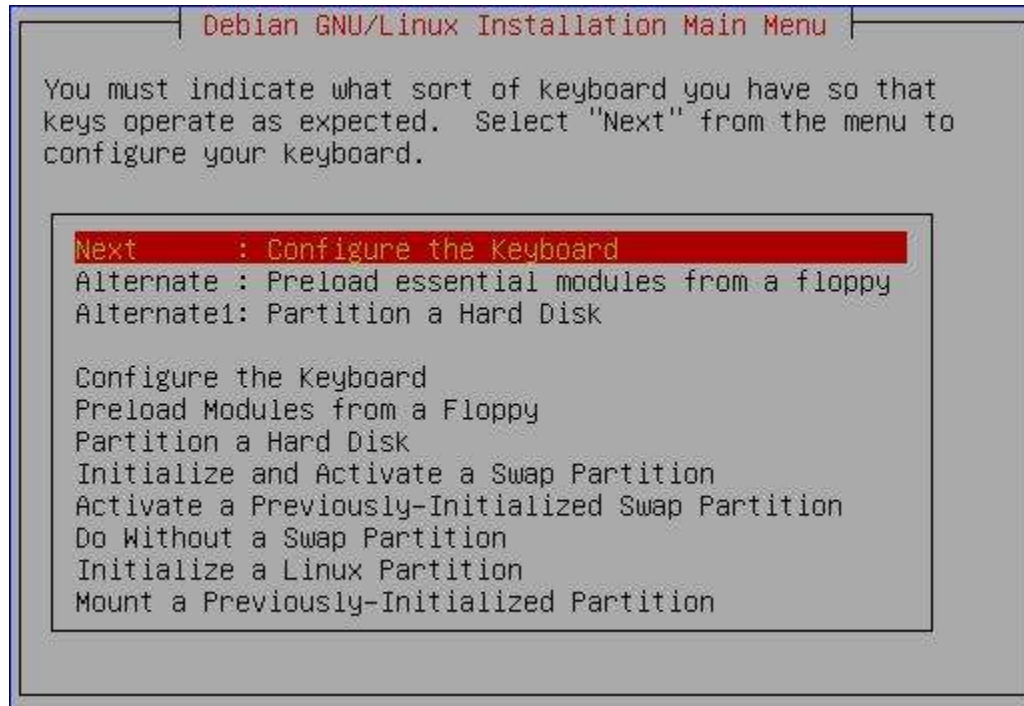 Debian GNU/Linux Installation Main Menu
You must indicate what sort of keyboard you have so that
keys operate as expected.  Select "Next" from the menu to
configure your keyboard.
Next      : Configure the Keyboard
Alternate : Preload essential modules from a floppy
Alternate1: Partition a Hard Disk
Configure the Keyboard
Preload Modules from a Floppy
Partition a Hard Disk
Initialize and Activate a Swap Partition
Activate a Previously-Initialized Swap Partition
Do Without a Swap Partition
Initialize a Linux Partition
Mount a Previously-Initialized Partition